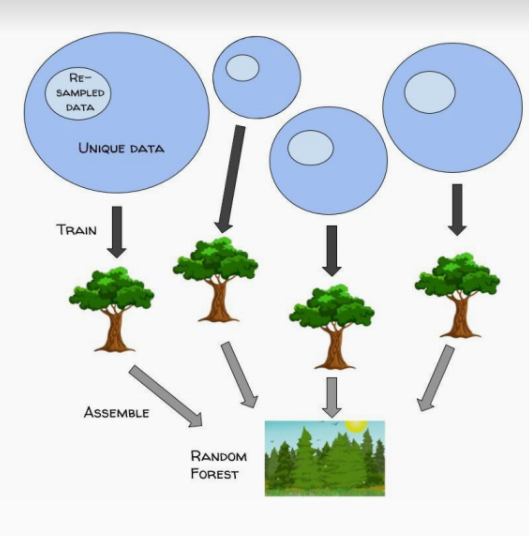 RE-
SAMPLED
DATA
UNIQUE DATA
TRAIN
ASSEMBLE
RANDOM
FOREST